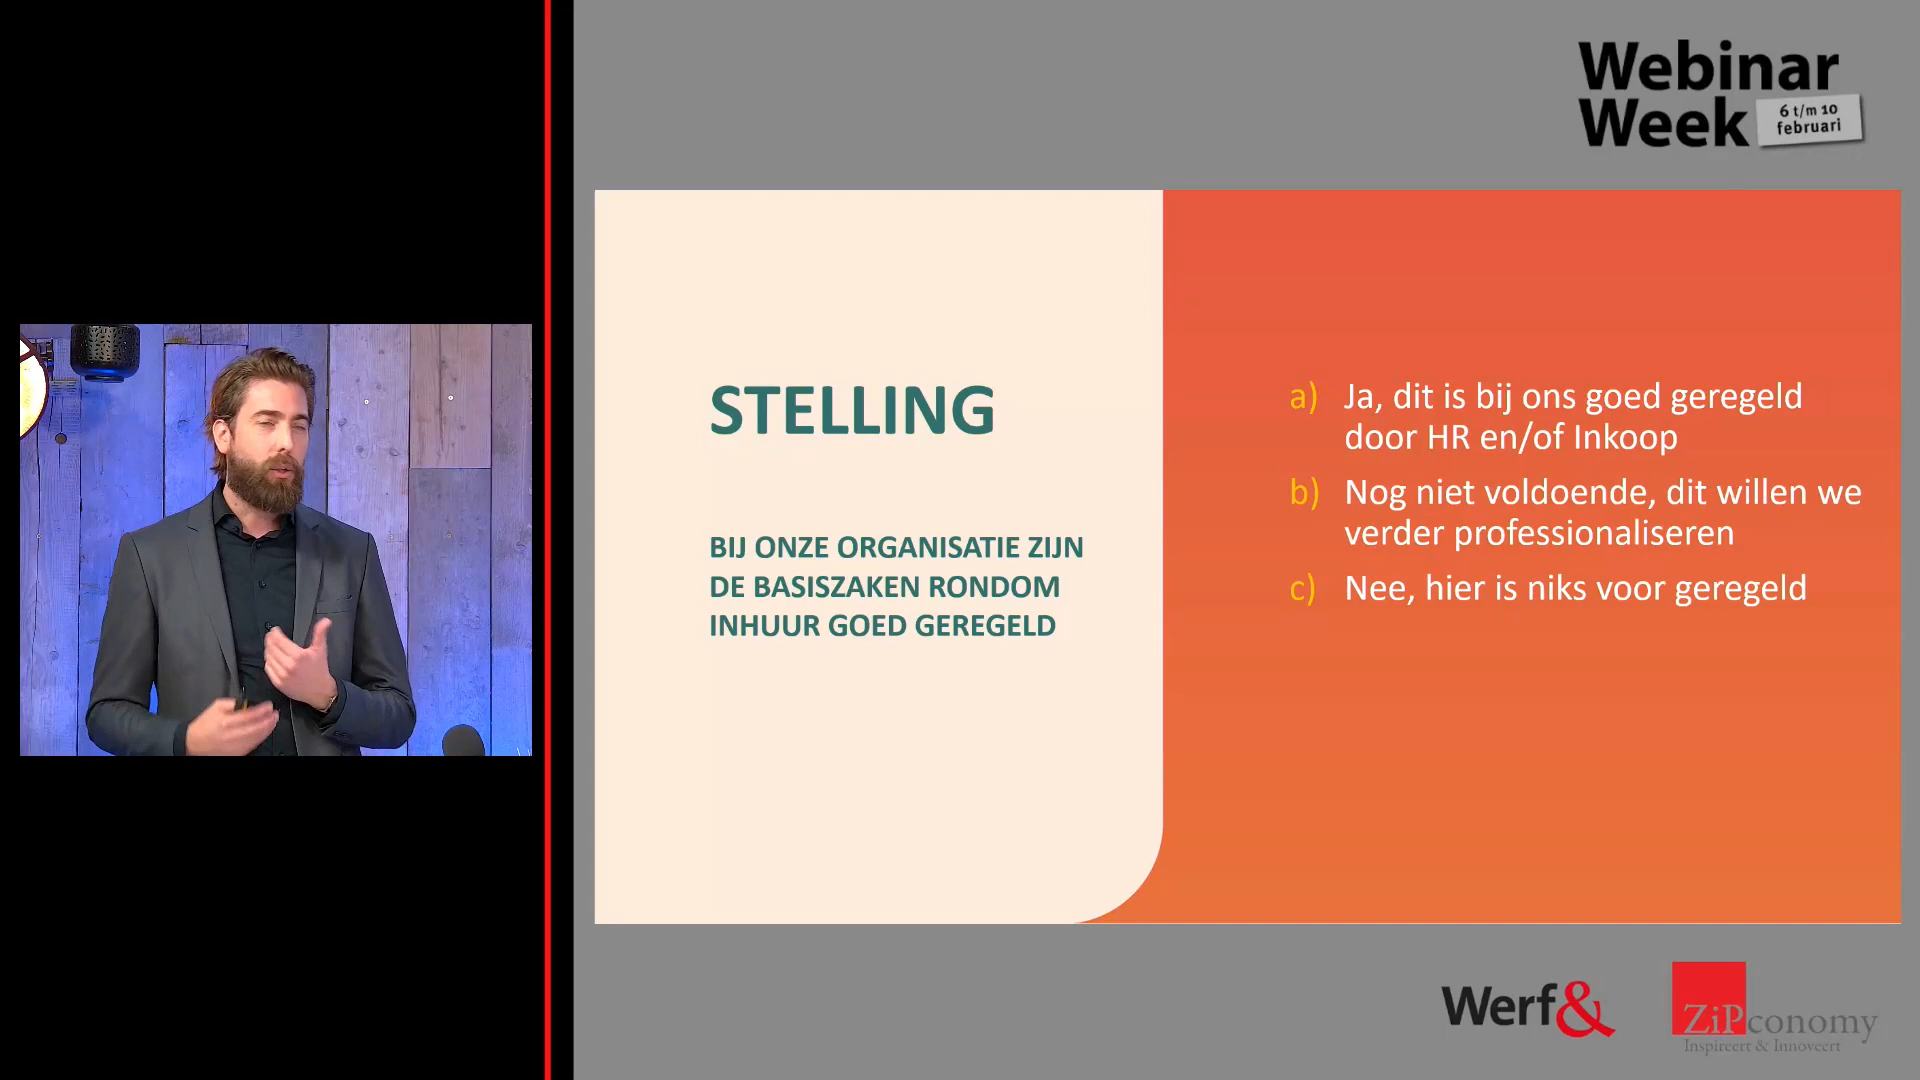 Webinar
Week
6 t/m 10
februari
STELLING
BIJ ONZE ORGANISATIE ZIJN
DE BASISZAKEN RONDOM
INHUUR GOED GEREGELD
a) Ja, dit is bij ons goed geregeld
door HR en/of Inkoop
b) Nog niet voldoende, dit willen we
verder professionaliseren
c) Nee, hier is niks voor geregeld
Werf&
ZiPconomy
Inspireert & Innoveert